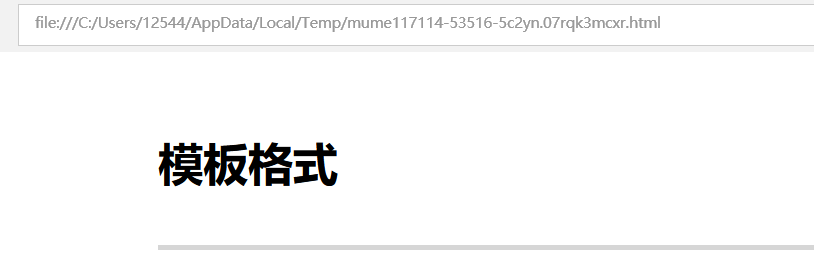 file:///C:/Users/12544/AppData/Local/Temp/mume117114-53516-5c2yn.07rqk3mcxr.html
模板格式